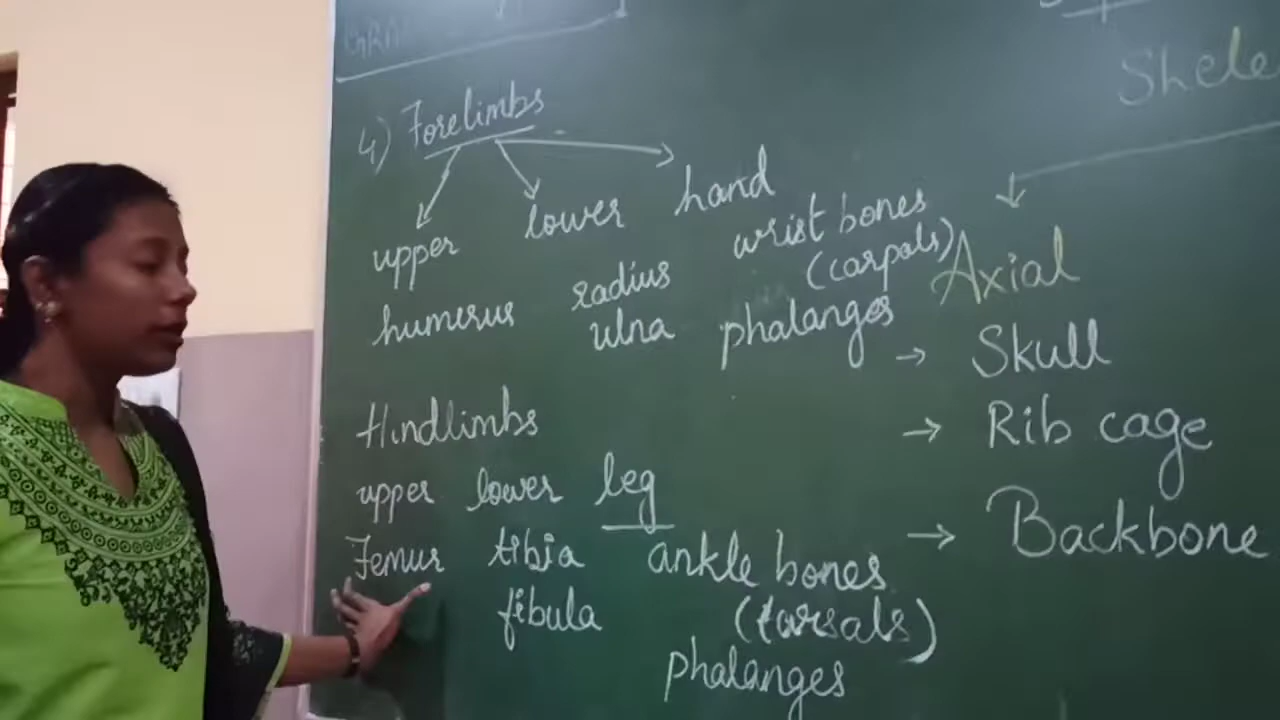 4) Forelimbs
upper lower hand
humerus radius wrist bones
ulna (carpals)
phalanges
Hindlimbs
upper lower leg
Femur tibia ankle bones
fibula (tarsals)
phalanges
Axial
→ Skull
→ Rib cage
→ Backbone